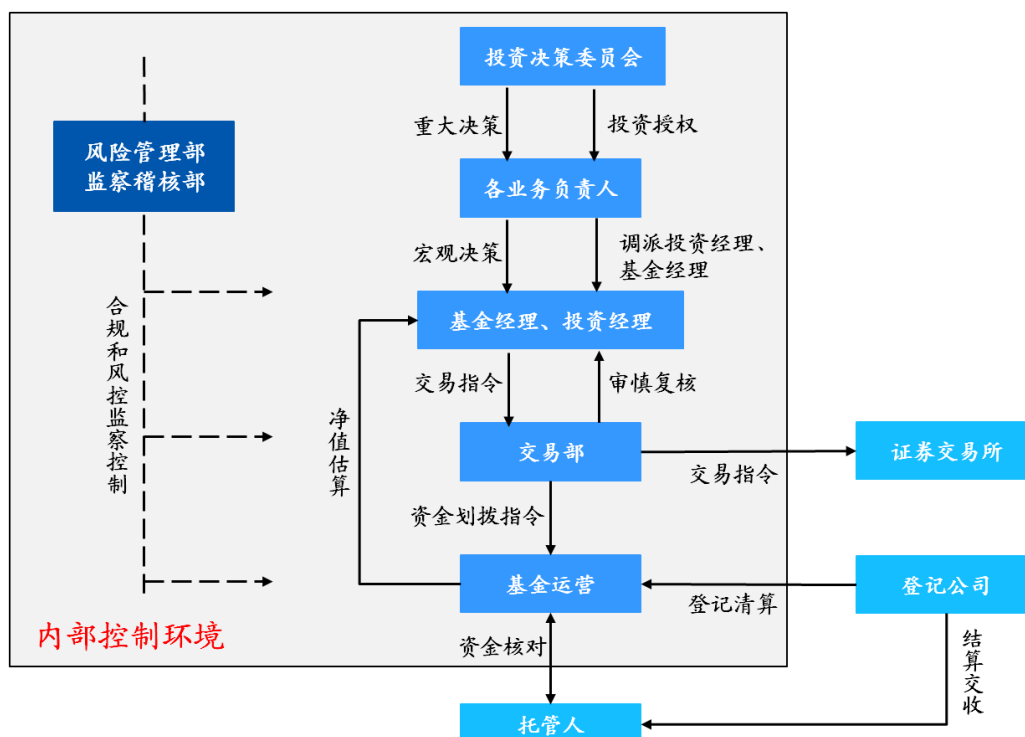 投资决策委员会
重大决策
投资授权
风险管理部
监察稽核部
各业务负责人
宏观决策
调派投资经理、
基金经理
合规和风控监察控制
基金经理、投资经理
交易指令
审慎复核
净值估算
交易部
交易指令
证券交易所
资金划拨指令
基金运营
登记清算
登记公司
内部控制环境
资金核对
结算交收
托管人